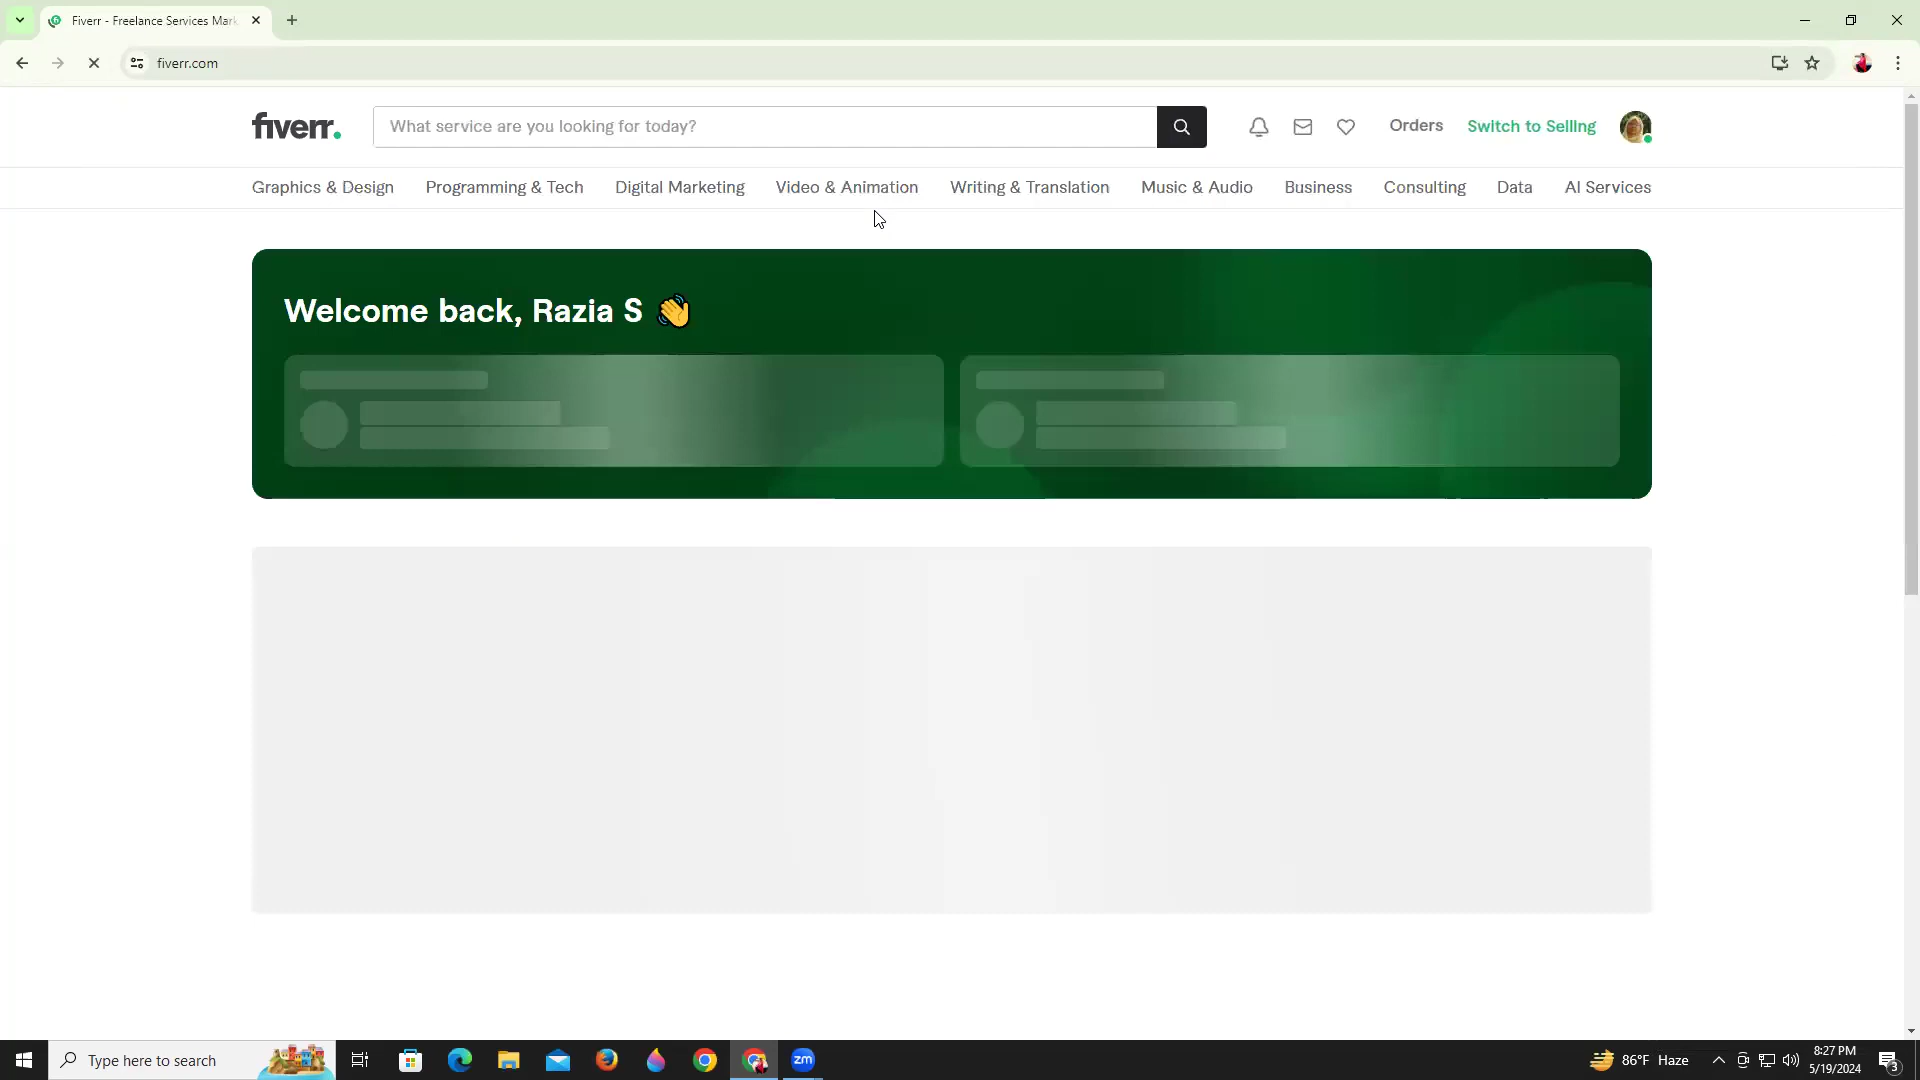 Fiverr - Freelance Services Mark
fiverr.com
fiverr.
What service are you looking for today?
Orders
Switch to Selling
Graphics & Design
Programming & Tech
Digital Marketing
Video & Animation
Writing & Translation
Music & Audio
Business
Consulting
Data
AI Services
Welcome back, Razia S 👋
Type here to search
zm
86°F Haze
8:27 PM
5/19/2024
3